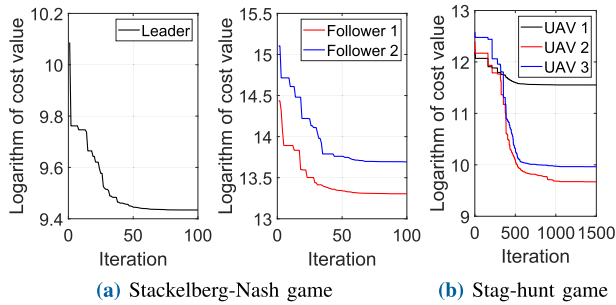 Logarithm of cost value
10.2
10
9.8
9.6
9.4
0
50
100
Iteration
Leader
Logarithm of cost value
15.5
15
14.5
14
13.5
13
0
50
100
Iteration
Follower 1
Follower 2
(a) Stackelberg-Nash game
Logarithm of cost value
13
12
11
10
9
0
500
1000
1500
Iteration
UAV 1
UAV 2
UAV 3
(b) Stag-hunt game